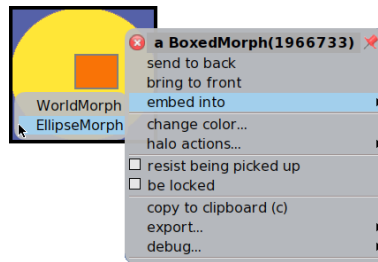 a BoxedMorph(1966733)
send to back
bring to front
embed into
WorldMorph
EllipseMorph
change color...
halo actions...
resist being picked up
be locked
copy to clipboard (c)
export...
debug...